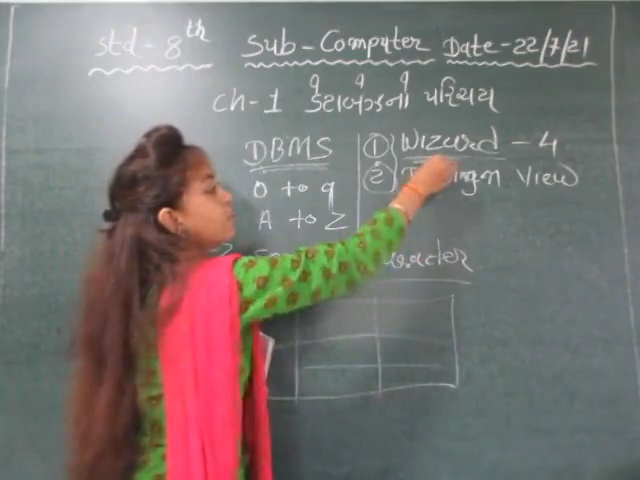 std - 8th Sub - Computer Date - 22/7/21
ch-1 ડેટાબેઝનો પરિચય
DBMS
0 to 9
A to Z
① Wizard - 4
② View